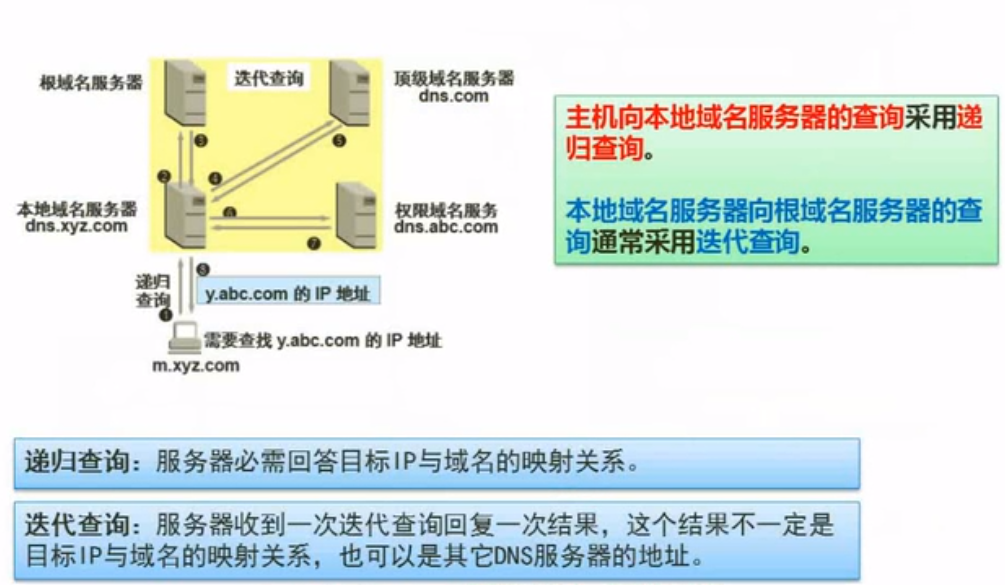 根域名服务器
迭代查询
顶级域名服务器
dns.com
❸
❺
❷
❹
本地域名服务器
dns.xyz.com
❻
权限域名服务
dns.abc.com
❼
递归
查询
❽
y.abc.com 的 IP 地址
❶
需要查找 y.abc.com 的 IP 地址
m.xyz.com
主机向本地域名服务器的查询采用递
归查询。
本地域名服务器向根域名服务器的查
询通常采用迭代查询。
递归查询：服务器必需回答目标IP与域名的映射关系。
迭代查询：服务器收到一次迭代查询回复一次结果，这个结果不一定是
目标IP与域名的映射关系，也可以是其它DNS服务器的地址。